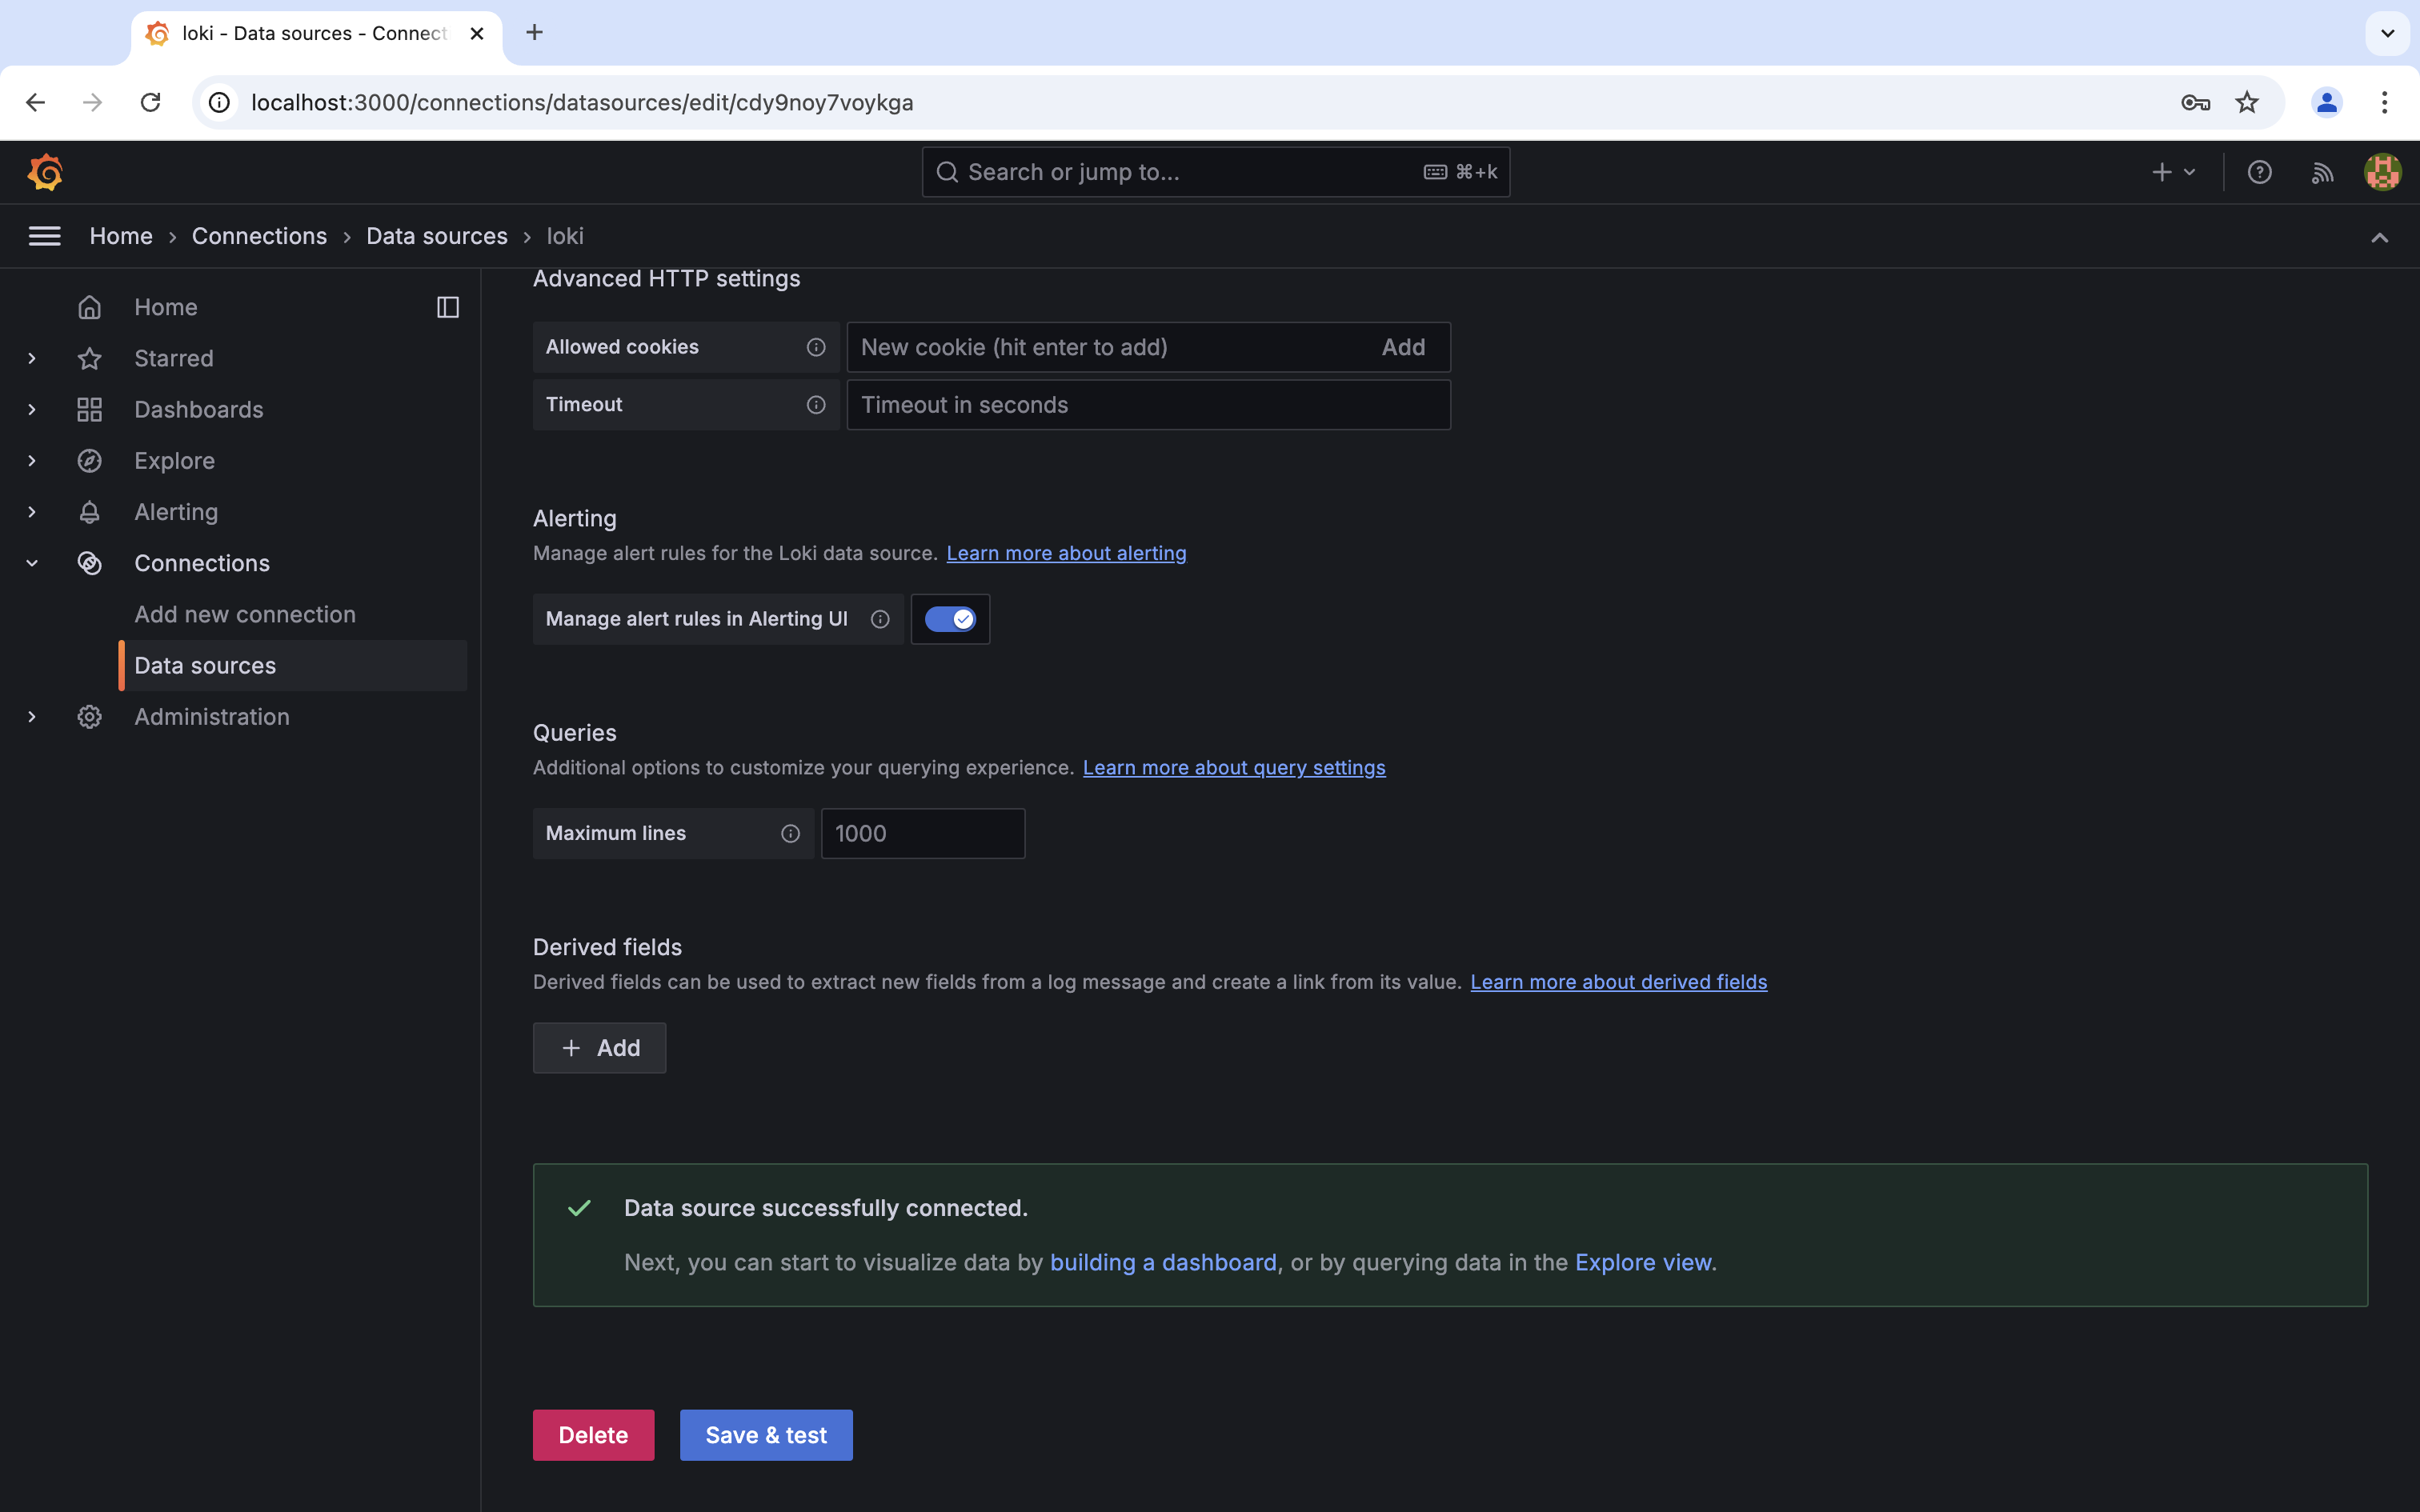 loki - Data sources - Connect
localhost:3000/connections/datasources/edit/cdy9noy7voykga
Search or jump to...
⌘+k
Home › Connections › Data sources › loki
Home
Starred
Dashboards
Explore
Alerting
Connections
Add new connection
Data sources
Administration
Advanced HTTP settings
Allowed cookies New cookie (hit enter to add) Add
Timeout Timeout in seconds
Alerting
Manage alert rules for the Loki data source. Learn more about alerting
Manage alert rules in Alerting UI
Queries
Additional options to customize your querying experience. Learn more about query settings
Maximum lines 1000
Derived fields
Derived fields can be used to extract new fields from a log message and create a link from its value. Learn more about derived fields
+ Add
Data source successfully connected.
Next, you can start to visualize data by building a dashboard, or by querying data in the Explore view.
Delete Save & test